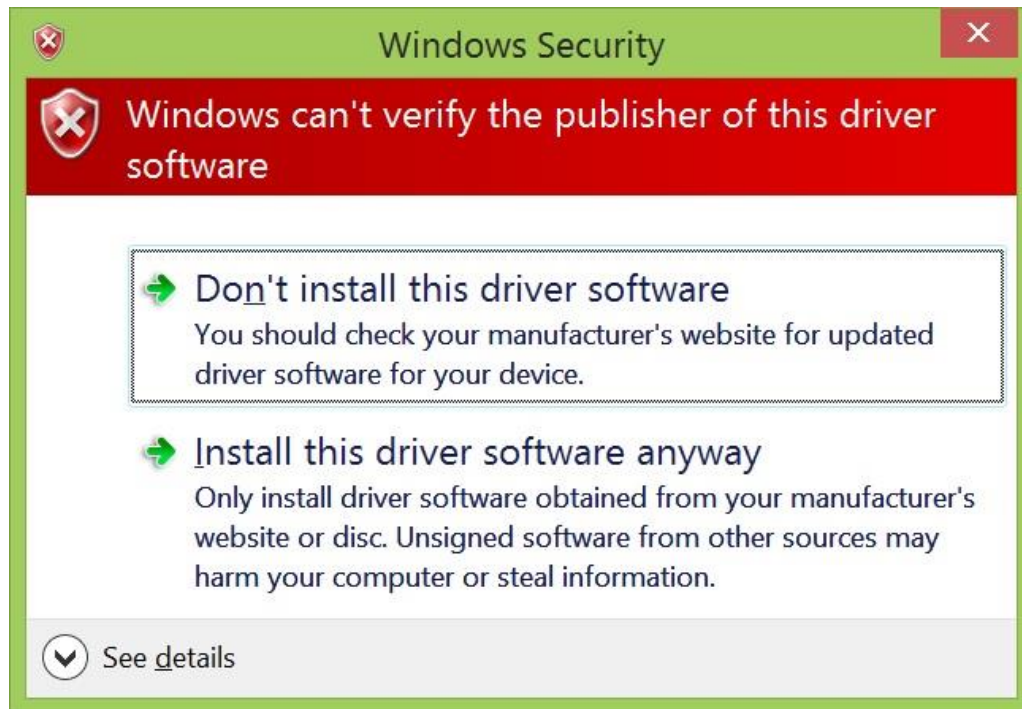 Windows Security
Windows can't verify the publisher of this driver
software
Don't install this driver software
You should check your manufacturer's website for updated
driver software for your device.
Install this driver software anyway
Only install driver software obtained from your manufacturer's
website or disc. Unsigned software from other sources may
harm your computer or steal information.
See details